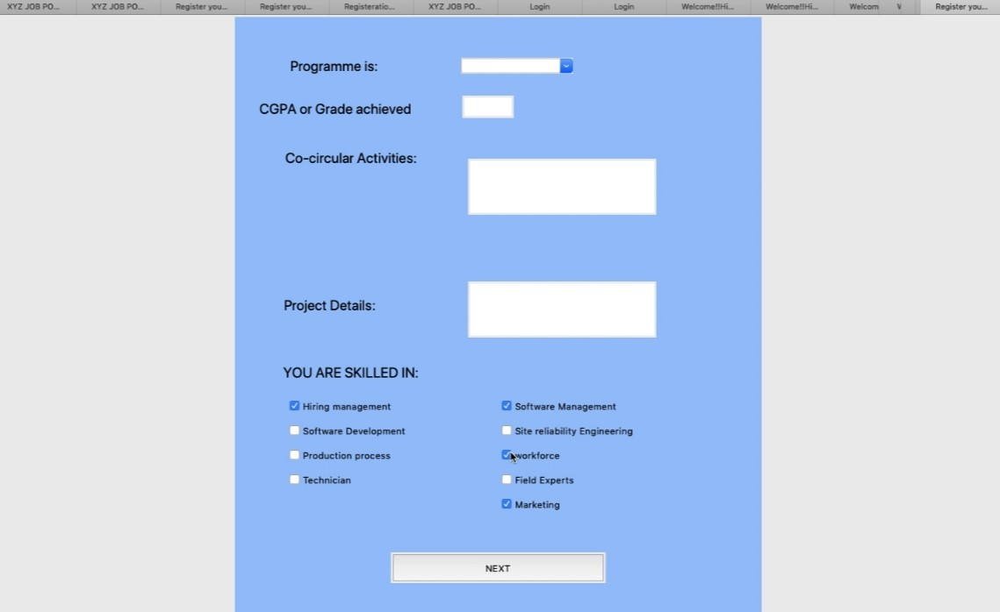 XYZ JOB PO... XYZ JOB PO... Register you... Register you... Registeratio... XYZ JOB PO... Login Login Welcome!!Hi... Welcome!!Hi... Welcom Register you...
Programme is:
CGPA or Grade achieved
Co-circular Activities:
Project Details:
YOU ARE SKILLED IN:
Hiring management Software Management
Software Development Site reliability Engineering
Production process workforce
Technician Field Experts
Marketing
NEXT